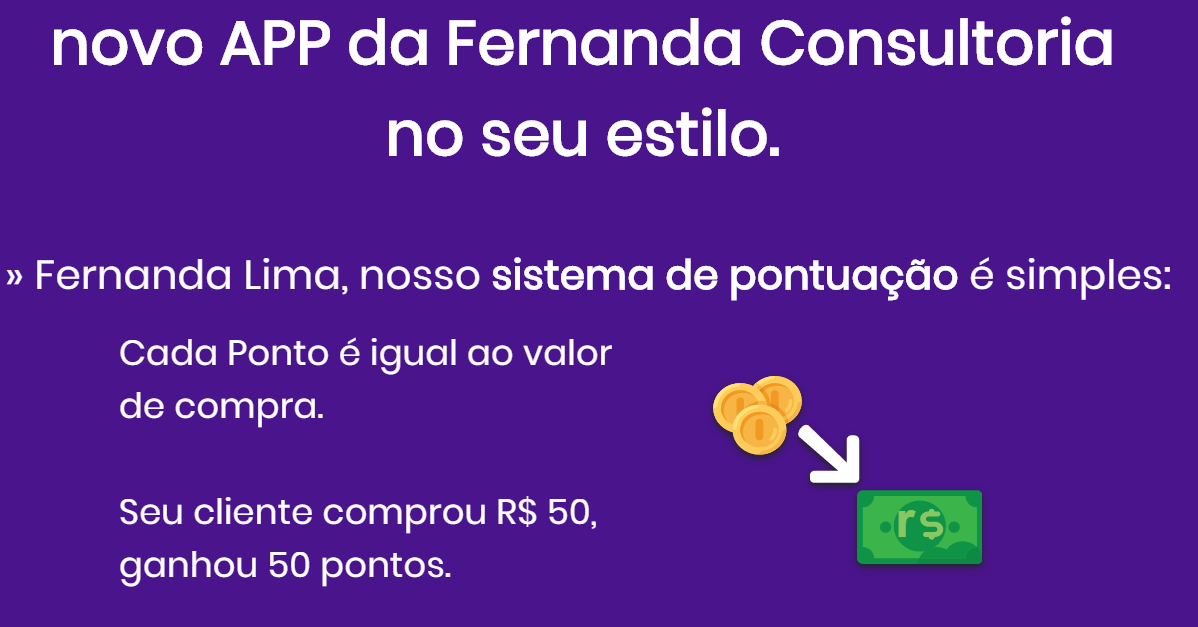 novo APP da Fernanda Consultoria
no seu estilo.
» Fernanda Lima, nosso sistema de pontuação é simples:
Cada Ponto é igual ao valor
de compra.
Seu cliente comprou R$ 50,
ganhou 50 pontos.
r$